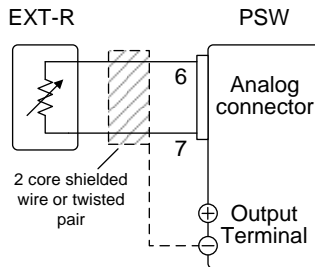 EXT-R
PSW
6
Analog
connector
7
2 core shielded
wire or twisted
pair
Output
Terminal